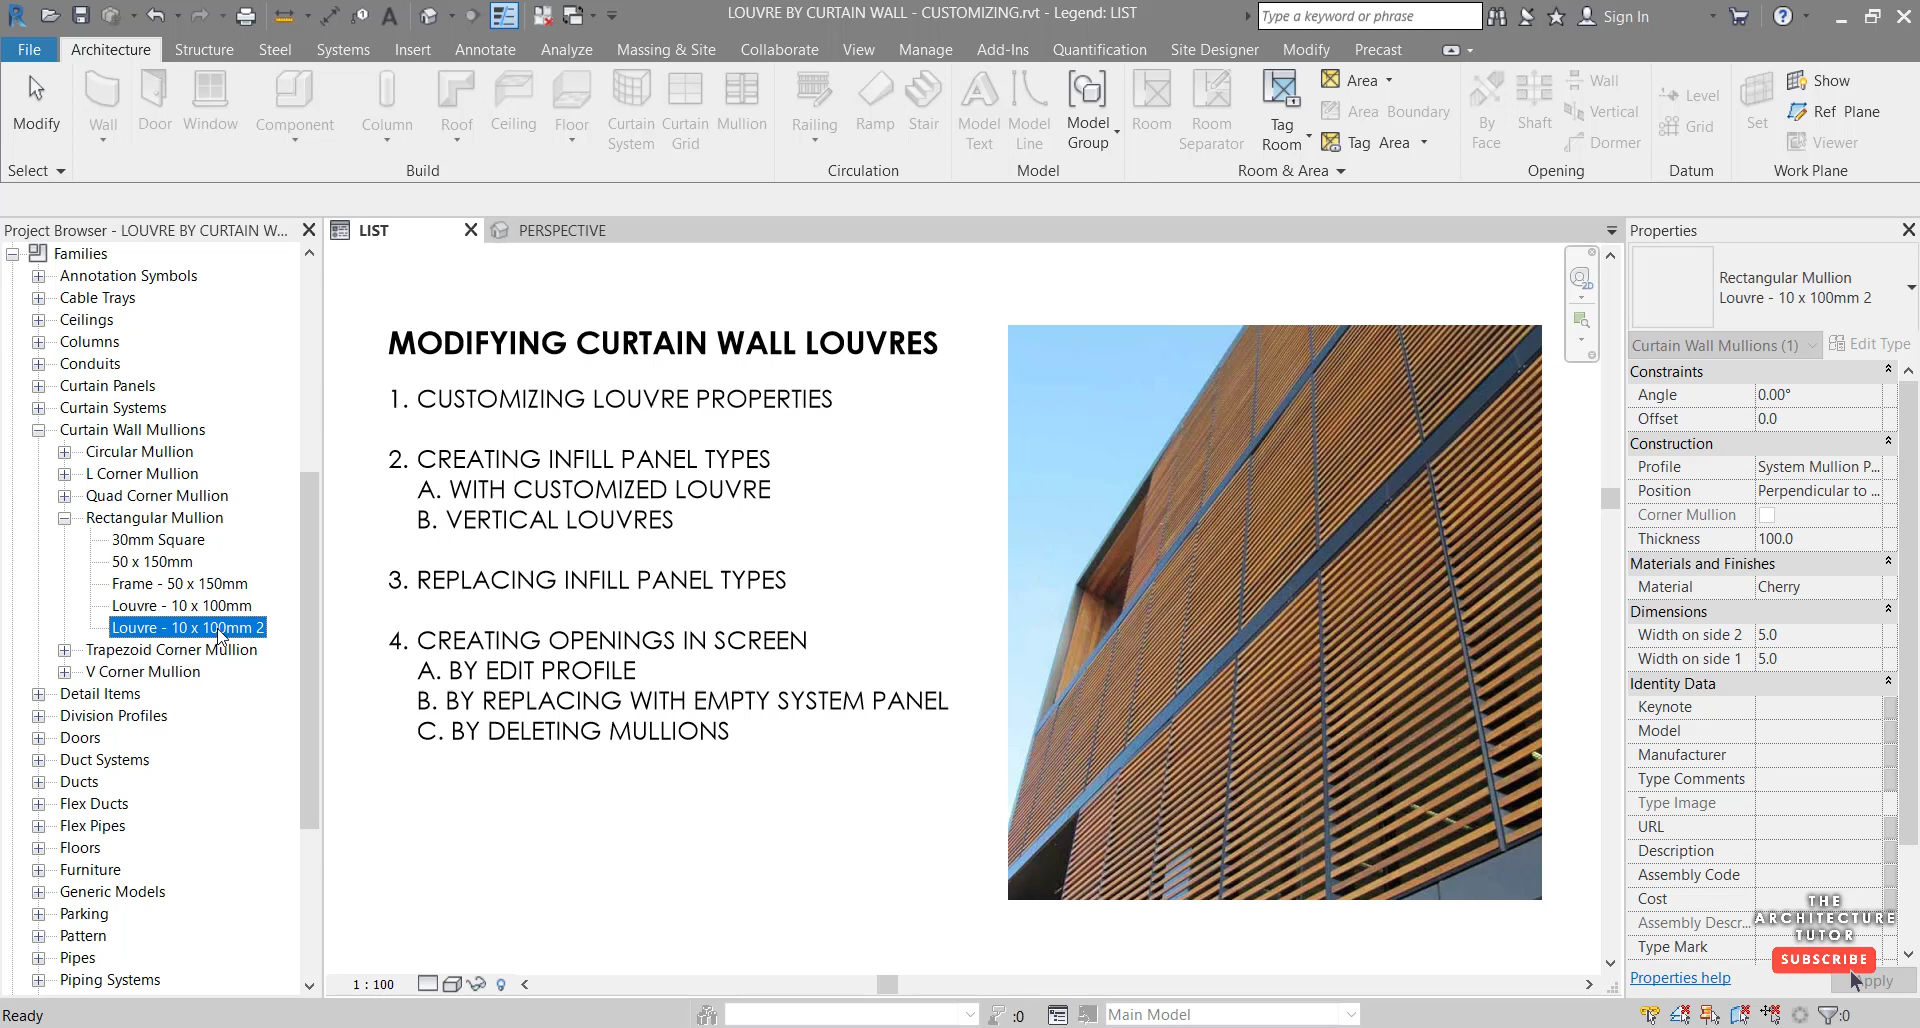 LOUVRE BY CURTAIN WALL - CUSTOMIZING.rvt - Legend: LIST
Type a keyword or phrase
Sign In
File Architecture Structure Steel Systems Insert Annotate Analyze Massing & Site Collaborate View Manage Add-Ins Quantification Site Designer Modify Precast
Modify
Wall
Door
Window
Component
Column
Roof
Ceiling
Floor
Curtain System
Curtain Grid
Mullion
Railing
Ramp
Stair
Model Text
Model Line
Model Group
Room
Room Separator
Tag Room
Area
Area Boundary
Tag Area
By Face
Shaft
Wall
Vertical
Dormer
Level
Grid
Set
Show
Ref Plane
Viewer
Select
Build
Circulation
Model
Room & Area
Opening
Datum
Work Plane
Project Browser - LOUVRE BY CURTAIN W...
Families
Annotation Symbols
Cable Trays
Ceilings
Columns
Conduits
Curtain Panels
Curtain Systems
Curtain Wall Mullions
Circular Mullion
L Corner Mullion
Quad Corner Mullion
Rectangular Mullion
30mm Square
50 x 150mm
Frame - 50 x 150mm
Louvre - 10 x 100mm
Louvre - 10 x 100mm 2
Trapezoid Corner Mullion
V Corner Mullion
Detail Items
Division Profiles
Doors
Duct Systems
Ducts
Flex Ducts
Flex Pipes
Floors
Furniture
Generic Models
Parking
Pattern
Pipes
Piping Systems
LIST
PERSPECTIVE
MODIFYING CURTAIN WALL LOUVRES
1. CUSTOMIZING LOUVRE PROPERTIES
2. CREATING INFILL PANEL TYPES
A. WITH CUSTOMIZED LOUVRE
B. VERTICAL LOUVRES
3. REPLACING INFILL PANEL TYPES
4. CREATING OPENINGS IN SCREEN
A. BY EDIT PROFILE
B. BY REPLACING WITH EMPTY SYSTEM PANEL
C. BY DELETING MULLIONS
2D
1 : 100
Properties
Rectangular Mullion
Louvre - 10 x 100mm 2
Curtain Wall Mullions (1)
Edit Type
Constraints
Angle 0.00°
Offset 0.0
Construction
Profile System Mullion P...
Position Perpendicular to ...
Corner Mullion
Thickness 100.0
Materials and Finishes
Material Cherry
Dimensions
Width on side 2 5.0
Width on side 1 5.0
Identity Data
Keynote
Model
Manufacturer
Type Comments
Type Image
URL
Description
Assembly Code
Cost
Assembly Descr...
Type Mark
Properties help
THE
ARCHITECTURE
TUTOR
SUBSCRIBE
Ready
:0
Main Model
:0